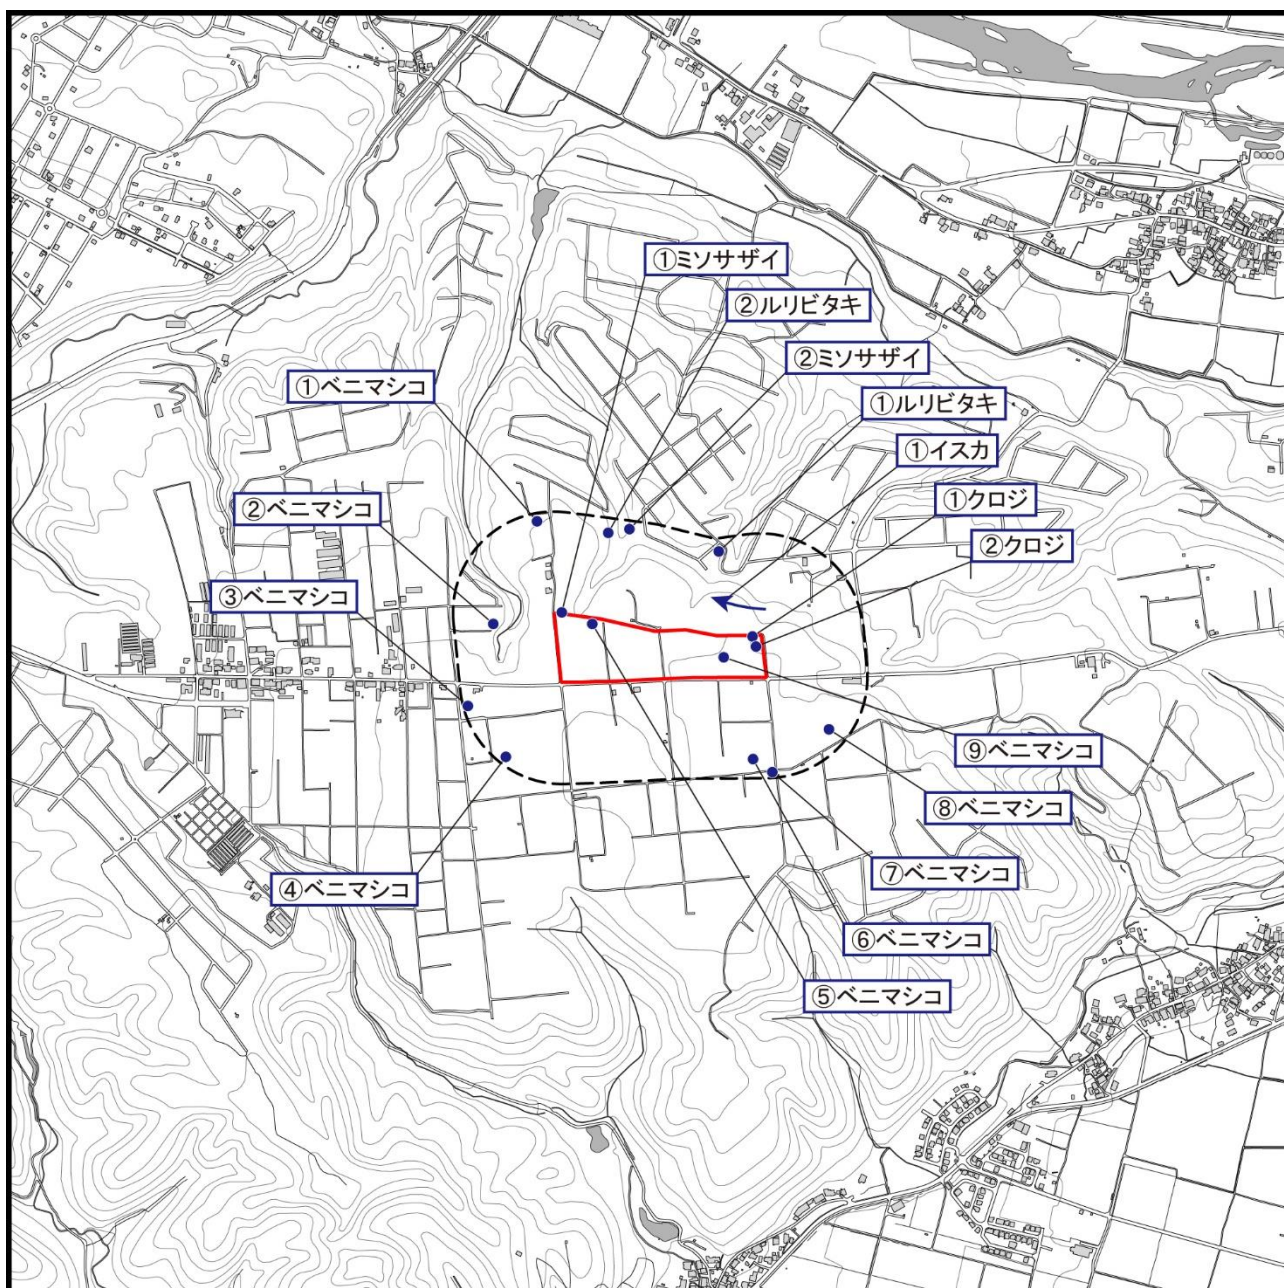 ①ミソサザイ
②ルリビタキ
②ミソサザイ
①ベニマシコ
①ルリビタキ
①イスカ
①クロジ
②ベニマシコ
②クロジ
③ベニマシコ
⑨ベニマシコ
⑧ベニマシコ
⑦ベニマシコ
④ベニマシコ
⑥ベニマシコ
⑤ベニマシコ